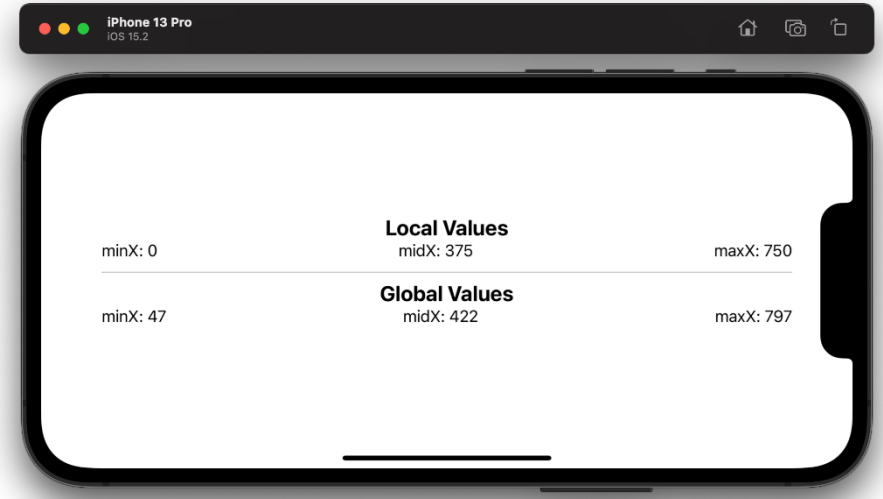 iPhone 13 Pro
iOS 15.2
Local Values
minX: 0 midX: 375 maxX: 750
Global Values
minX: 47 midX: 422 maxX: 797